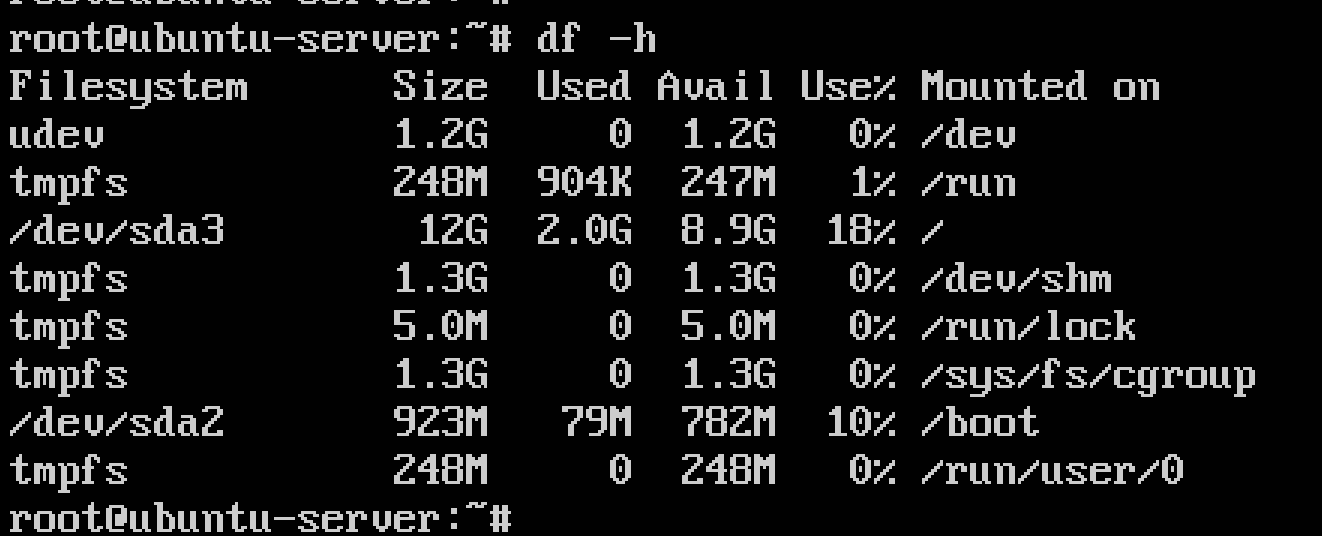 root@ubuntu-server:~#
root@ubuntu-server:~# df -h
Filesystem      Size  Used Avail Use% Mounted on
udev            1.2G     0  1.2G   0% /dev
tmpfs           248M  904K  247M   1% /run
/dev/sda3        12G  2.0G  8.9G  18% /
tmpfs           1.3G     0  1.3G   0% /dev/shm
tmpfs           5.0M     0  5.0M   0% /run/lock
tmpfs           1.3G     0  1.3G   0% /sys/fs/cgroup
/dev/sda2       923M   79M  782M  10% /boot
tmpfs           248M     0  248M   0% /run/user/0
root@ubuntu-server:~#